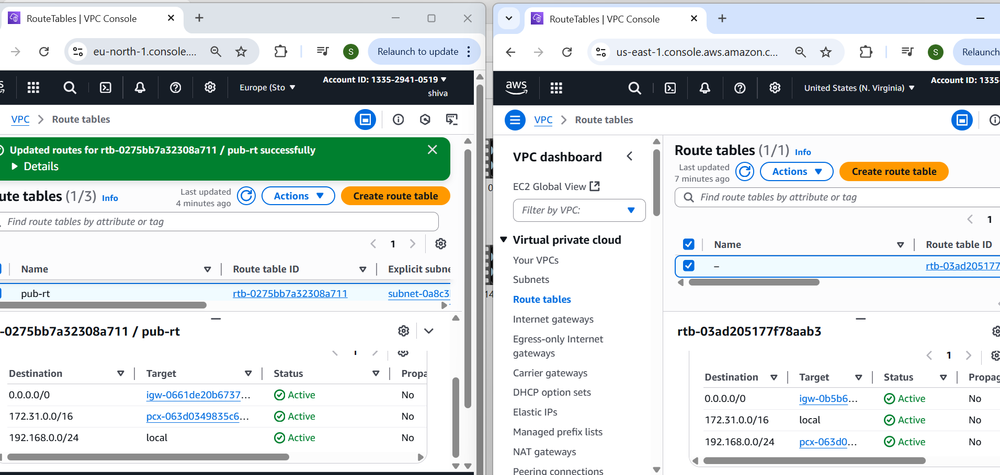 RouteTables | VPC Console
eu-north-1.console....
S
Relaunch to update
Europe (Sto
Account ID: 1335-2941-0519
shiva
VPC
Route tables
Updated routes for rtb-0275bb7a32308a711 / pub-rt successfully
Details
ute tables (1/3) Info
Last updated
4 minutes ago
Actions
Create route table
Find route tables by attribute or tag
1
Name
Route table ID
Explicit subne
pub-rt
rtb-0275bb7a32308a711
subnet-0a8c3
-0275bb7a32308a711 / pub-rt
1
Destination Target Status Propa
0.0.0.0/0 igw-0661de20b6737... Active No
172.31.0.0/16 pcx-063d0349835c6... Active No
192.168.0.0/24 local Active No
RouteTables | VPC Console
us-east-1.console.aws.amazon.c...
S
Relaunch
aws
United States (N. Virginia)
Account ID: 1335-
VPC
Route tables
VPC dashboard
EC2 Global View
Filter by VPC:
Virtual private cloud
Your VPCs
Subnets
Route tables
Internet gateways
Egress-only Internet
gateways
Carrier gateways
DHCP option sets
Elastic IPs
Managed prefix lists
NAT gateways
Peering connections
Route tables (1/1) Info
Last updated
7 minutes ago
Actions
Create route table
Find route tables by attribute or tag
1
Name
Route table ID
–
rtb-03ad205177
rtb-03ad205177f78aab3
1
Destination Target Status Propag
0.0.0.0/0 igw-0b5b6... Active No
172.31.0.0/16 local Active No
192.168.0.0/24 pcx-063d0... Active No